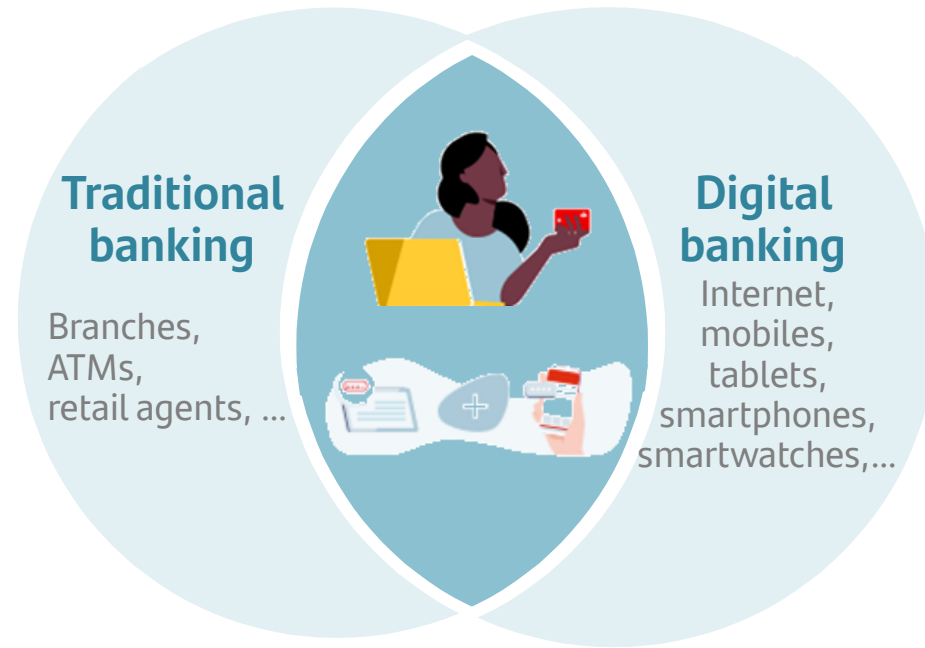 Traditional
banking
Branches,
ATMs,
retail agents, ...
Digital
banking
Internet,
mobiles,
tablets,
smartphones,
smartwatches,...